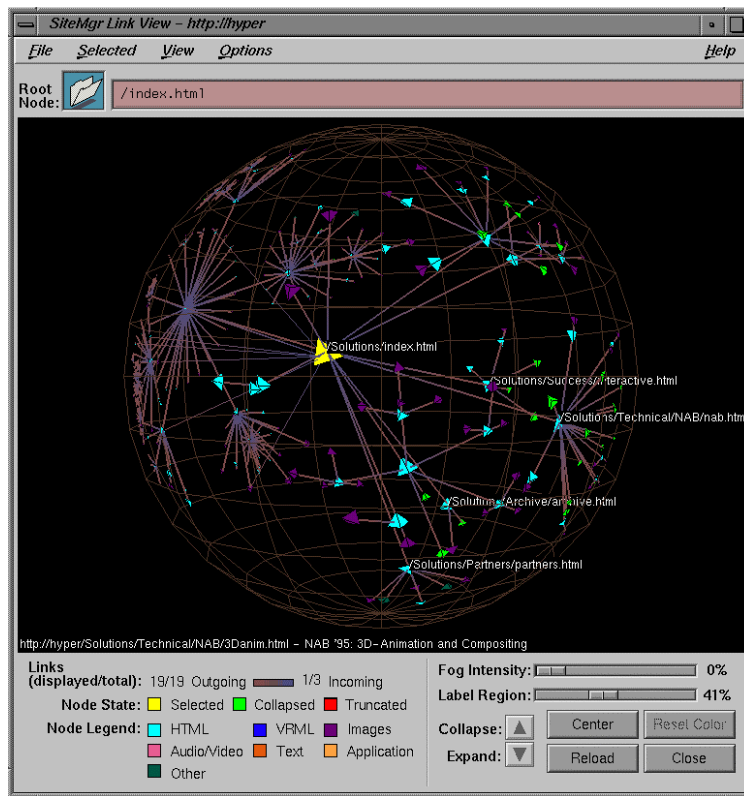 SiteMgr Link View – http://hyper
File Selected View Options Help
Root Node: /index.html
/Solutions/index.html
/Solutions/Success/interactive.html
/Solutions/Technical/NAB/nab.htm
/Solutions/Archive/archive.html
/Solutions/Partners/partners.html
http://hyper/Solutions/Technical/NAB/3Danim.html – NAB '95: 3D–Animation and Compositing
Links
(displayed/total): 19/19 Outgoing 1/3 Incoming
Node State: Selected Collapsed Truncated
Node Legend: HTML VRML Images
Audio/Video Text Application
Other
Fog Intensity: 0%
Label Region: 41%
Collapse: Center Reset Color
Expand: Reload Close